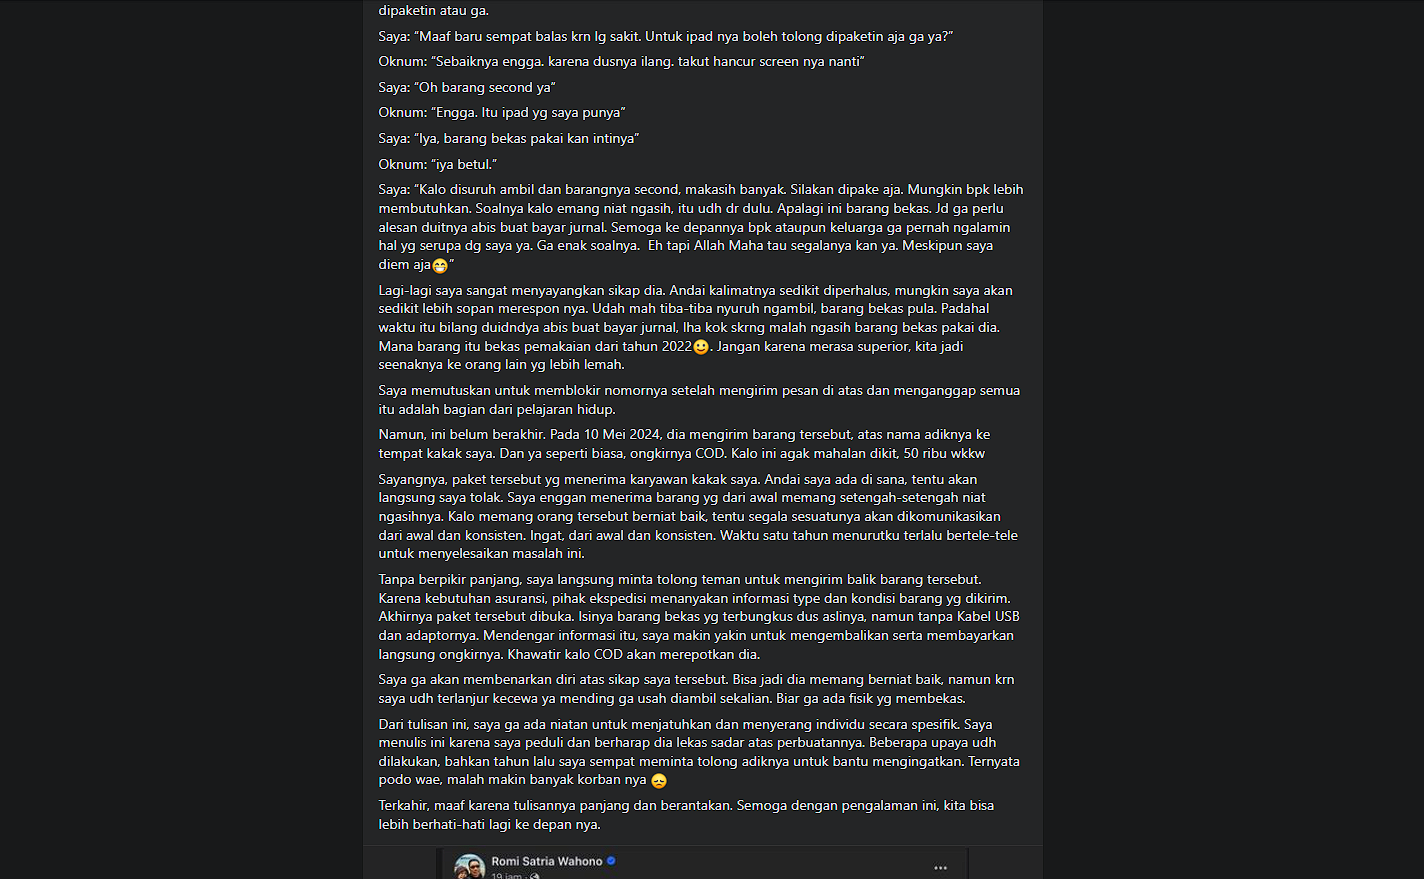 dipaketin atau ga.
Saya: “Maaf baru sempat balas krn lg sakit. Untuk ipad nya boleh tolong dipaketin aja ga ya?”
Oknum: “Sebaiknya engga. karena dusnya ilang. takut hancur screen nya nanti”
Saya: “Oh barang second ya”
Oknum: “Engga. Itu ipad yg saya punya”
Saya: “Iya, barang bekas pakai kan intinya”
Oknum: “iya betul.”
Saya: “Kalo disuruh ambil dan barangnya second, makasih banyak. Silakan dipake aja. Mungkin bpk lebih
membutuhkan. Soalnya kalo emang niat ngasih, itu udh dr dulu. Apalagi ini barang bekas. Jd ga perlu
alesan duitnya abis buat bayar jurnal. Semoga ke depannya bpk ataupun keluarga ga pernah ngalamin
hal yg serupa dg saya ya. Ga enak soalnya.  Eh tapi Allah Maha tau segalanya kan ya. Meskipun saya
diem aja😁”
Lagi-lagi saya sangat menyayangkan sikap dia. Andai kalimatnya sedikit diperhalus, mungkin saya akan
sedikit lebih sopan merespon nya. Udah mah tiba-tiba nyuruh ngambil, barang bekas pula. Padahal
waktu itu bilang duidndya abis buat bayar jurnal, lha kok skrng malah ngasih barang bekas pakai dia.
Mana barang itu bekas pemakaian dari tahun 2022😀. Jangan karena merasa superior, kita jadi
seenaknya ke orang lain yg lebih lemah.
Saya memutuskan untuk memblokir nomornya setelah mengirim pesan di atas dan menganggap semua
itu adalah bagian dari pelajaran hidup.
Namun, ini belum berakhir. Pada 10 Mei 2024, dia mengirim barang tersebut, atas nama adiknya ke
tempat kakak saya. Dan ya seperti biasa, ongkirnya COD. Kalo ini agak mahalan dikit, 50 ribu wkkw
Sayangnya, paket tersebut yg menerima karyawan kakak saya. Andai saya ada di sana, tentu akan
langsung saya tolak. Saya enggan menerima barang yg dari awal memang setengah-setengah niat
ngasihnya. Kalo memang orang tersebut berniat baik, tentu segala sesuatunya akan dikomunikasikan
dari awal dan konsisten. Ingat, dari awal dan konsisten. Waktu satu tahun menurutku terlalu bertele-tele
untuk menyelesaikan masalah ini.
Tanpa berpikir panjang, saya langsung minta tolong teman untuk mengirim balik barang tersebut.
Karena kebutuhan asuransi, pihak ekspedisi menanyakan informasi type dan kondisi barang yg dikirim.
Akhirnya paket tersebut dibuka. Isinya barang bekas yg terbungkus dus aslinya, namun tanpa Kabel USB
dan adaptornya. Mendengar informasi itu, saya makin yakin untuk mengembalikan serta membayarkan
langsung ongkirnya. Khawatir kalo COD akan merepotkan dia.
Saya ga akan membenarkan diri atas sikap saya tersebut. Bisa jadi dia memang berniat baik, namun krn
saya udh terlanjur kecewa ya mending ga usah diambil sekalian. Biar ga ada fisik yg membekas.
Dari tulisan ini, saya ga ada niatan untuk menjatuhkan dan menyerang individu secara spesifik. Saya
menulis ini karena saya peduli dan berharap dia lekas sadar atas perbuatannya. Beberapa upaya udh
dilakukan, bahkan tahun lalu saya sempat meminta tolong adiknya untuk bantu mengingatkan. Ternyata
podo wae, malah makin banyak korban nya 😞
Terkahir, maaf karena tulisannya panjang dan berantakan. Semoga dengan pengalaman ini, kita bisa
lebih berhati-hati lagi ke depan nya.
Romi Satria Wahono
19 jam ·